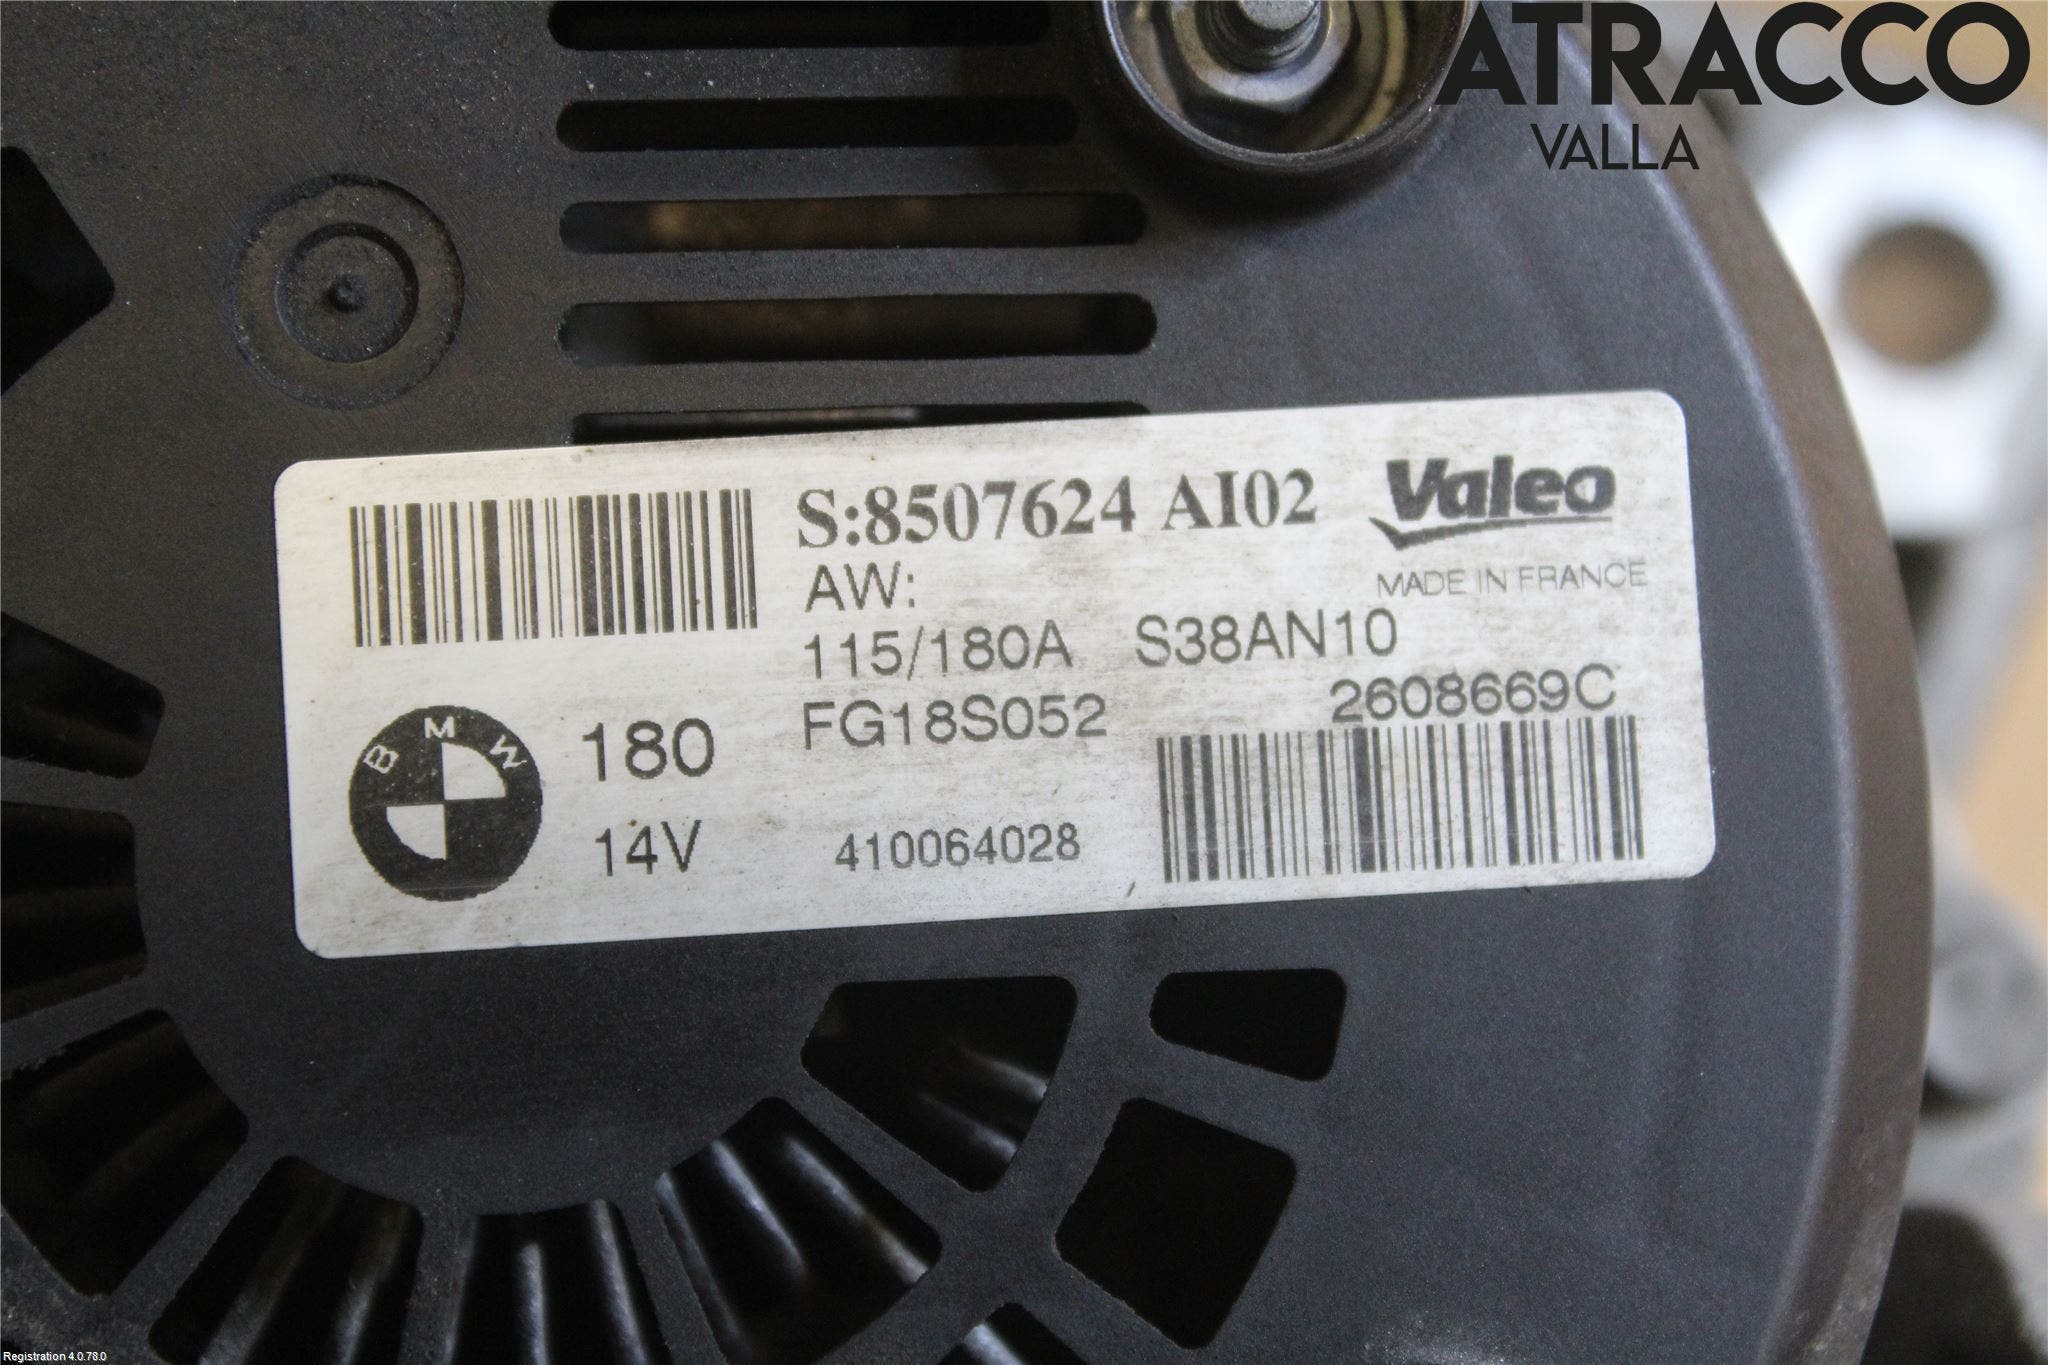 ATRACCO
VALLA
S:8507624 AI02
Valeo
AW:
MADE IN FRANCE
115/180A S38AN10
BMW
180
FG18S052
2608669C
14V
410064028
Registration 4.0.78.0